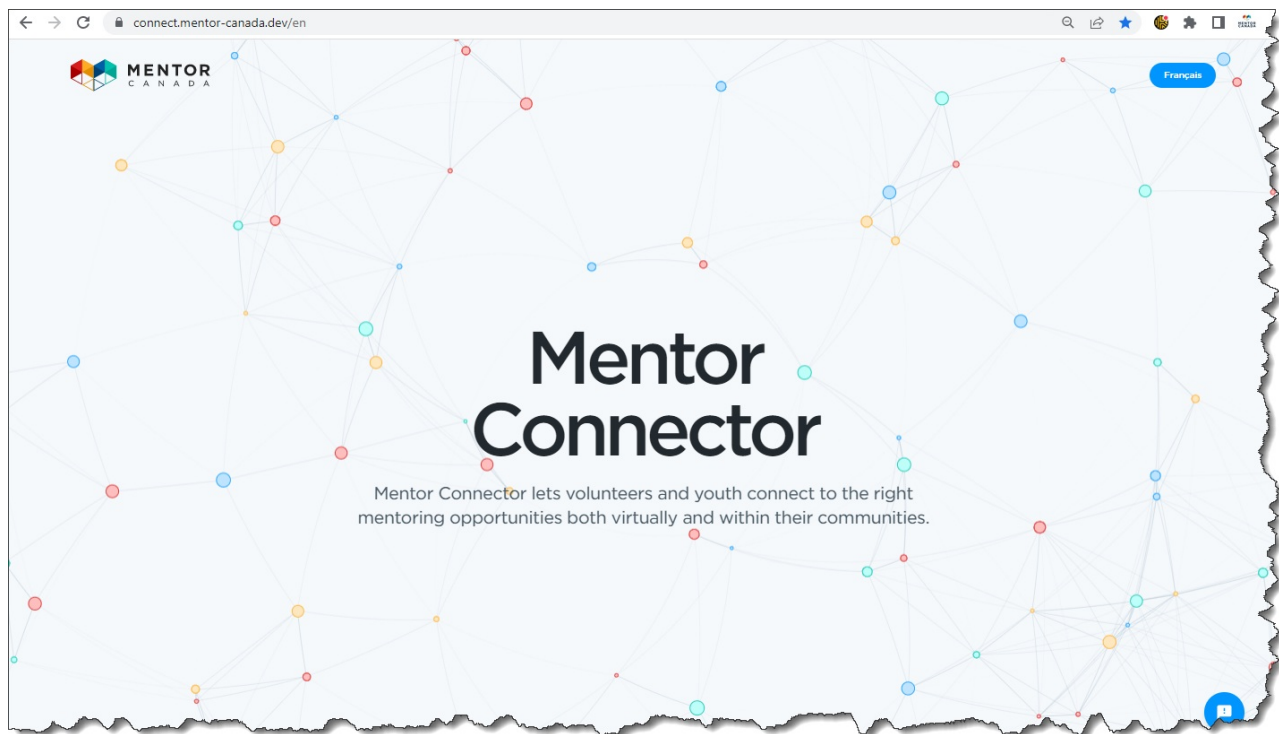 connect.mentor-canada.dev/en
MENTOR
CANADA
Français
Mentor
Connector
Mentor Connector lets volunteers and youth connect to the right
mentoring opportunities both virtually and within their communities.